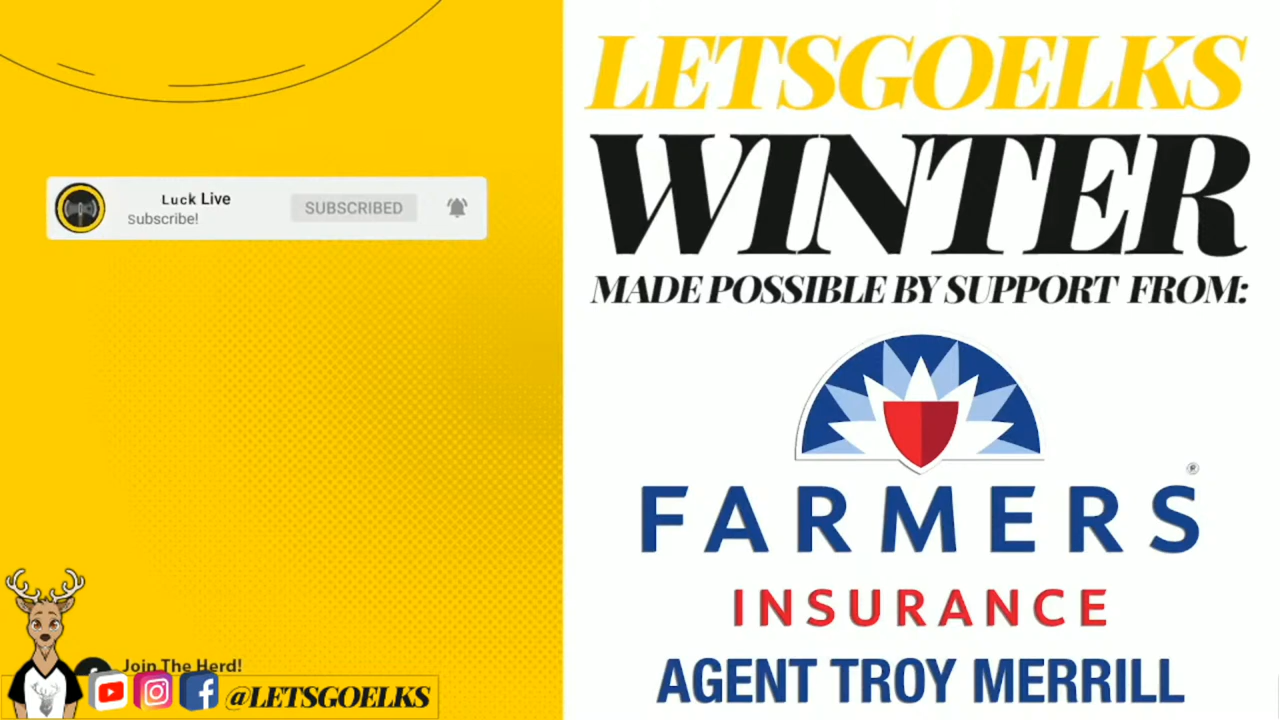 LETSGOELKS
WINTER
MADE POSSIBLE BY SUPPORT FROM:
Luck Live
Subscribe!
SUBSCRIBED
FARMERS
INSURANCE
AGENT TROY MERRILL
Join The Herd!
@LETSGOELKS